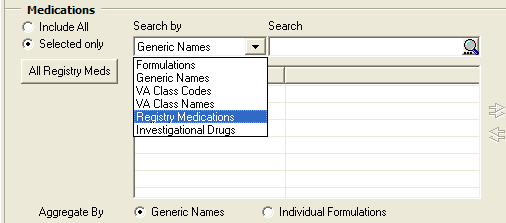 Medications
Include All
Selected only
All Registry Meds
Search by
Search
Generic Names
Formulations
Generic Names
VA Class Codes
VA Class Names
Registry Medications
Investigational Drugs
Aggregate By
Generic Names
Individual Formulations